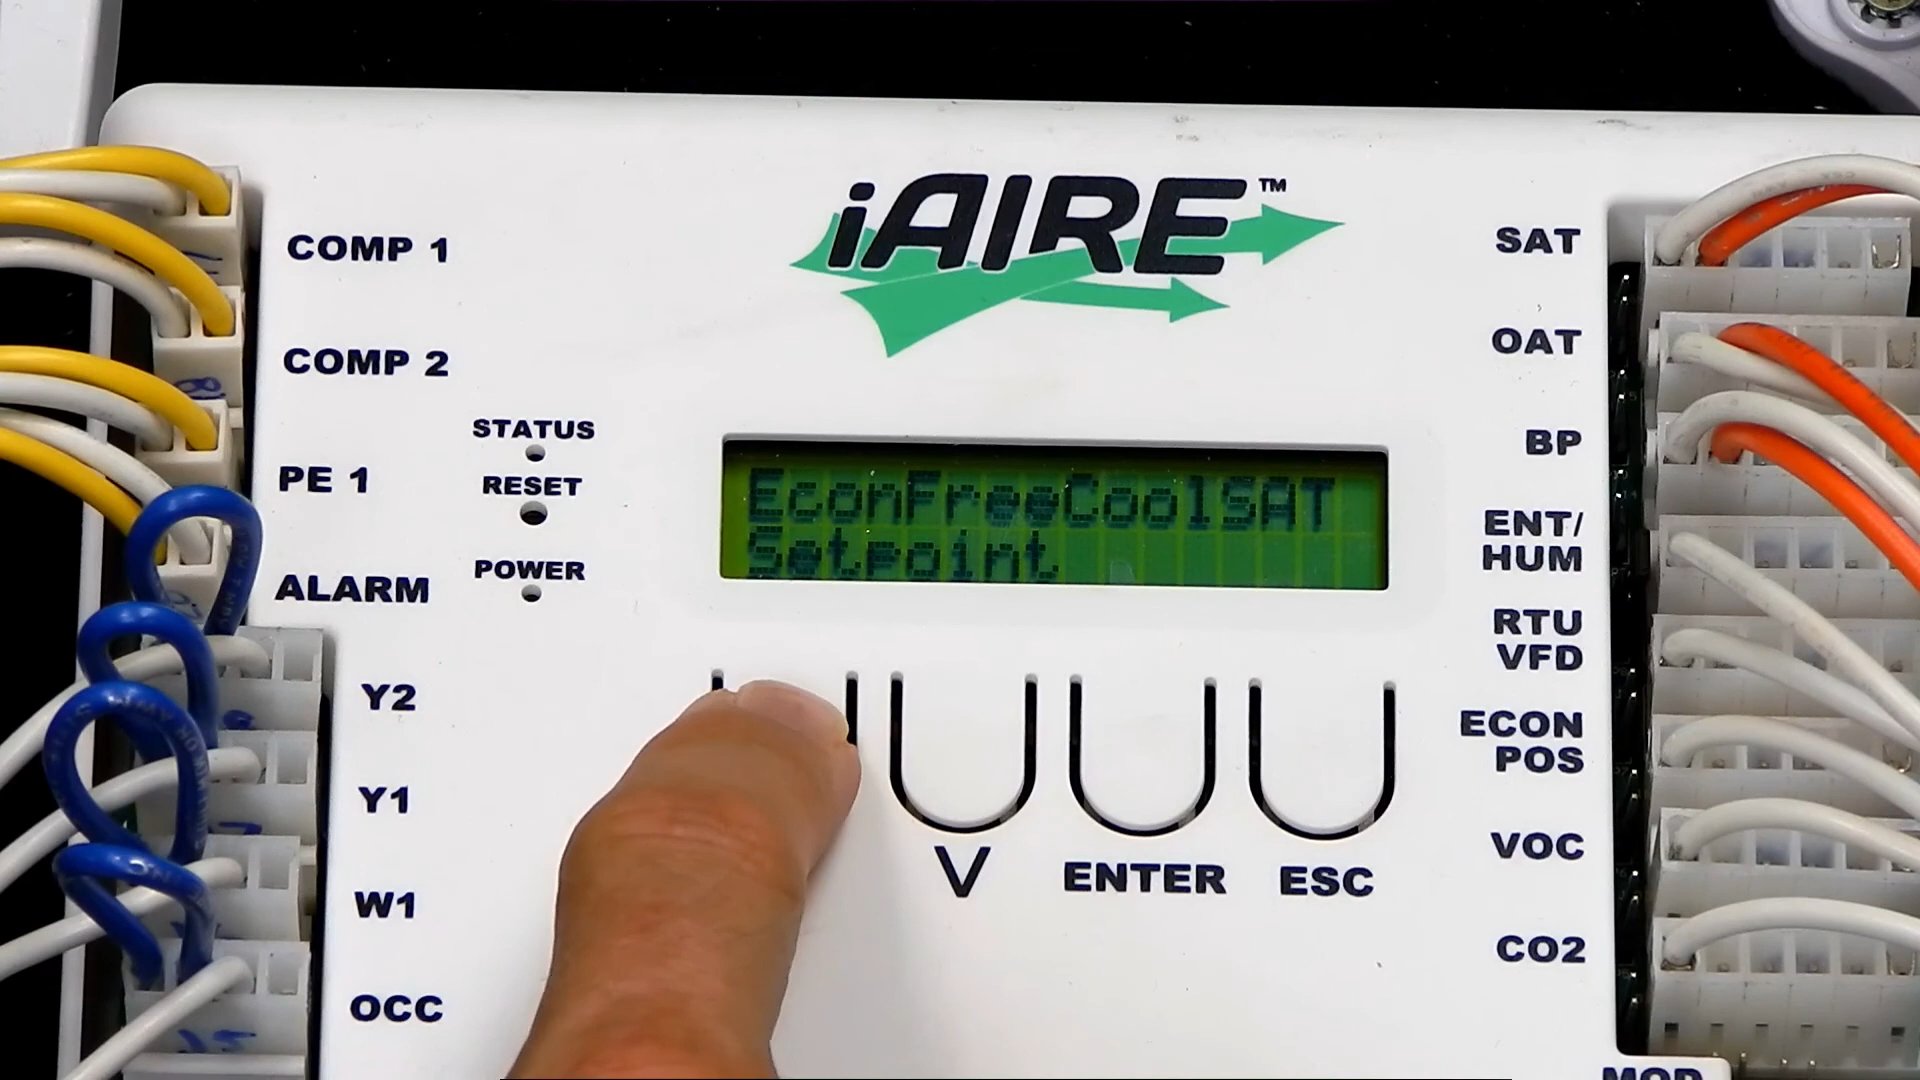 iAIRE™
COMP 1
COMP 2
PE 1
ALARM
Y2
Y1
W1
OCC
STATUS
RESET
POWER
EconFreeCoolSAT
Setpoint
V
ENTER
ESC
SAT
OAT
BP
ENT/
HUM
RTU
VFD
ECON
POS
VOC
CO2